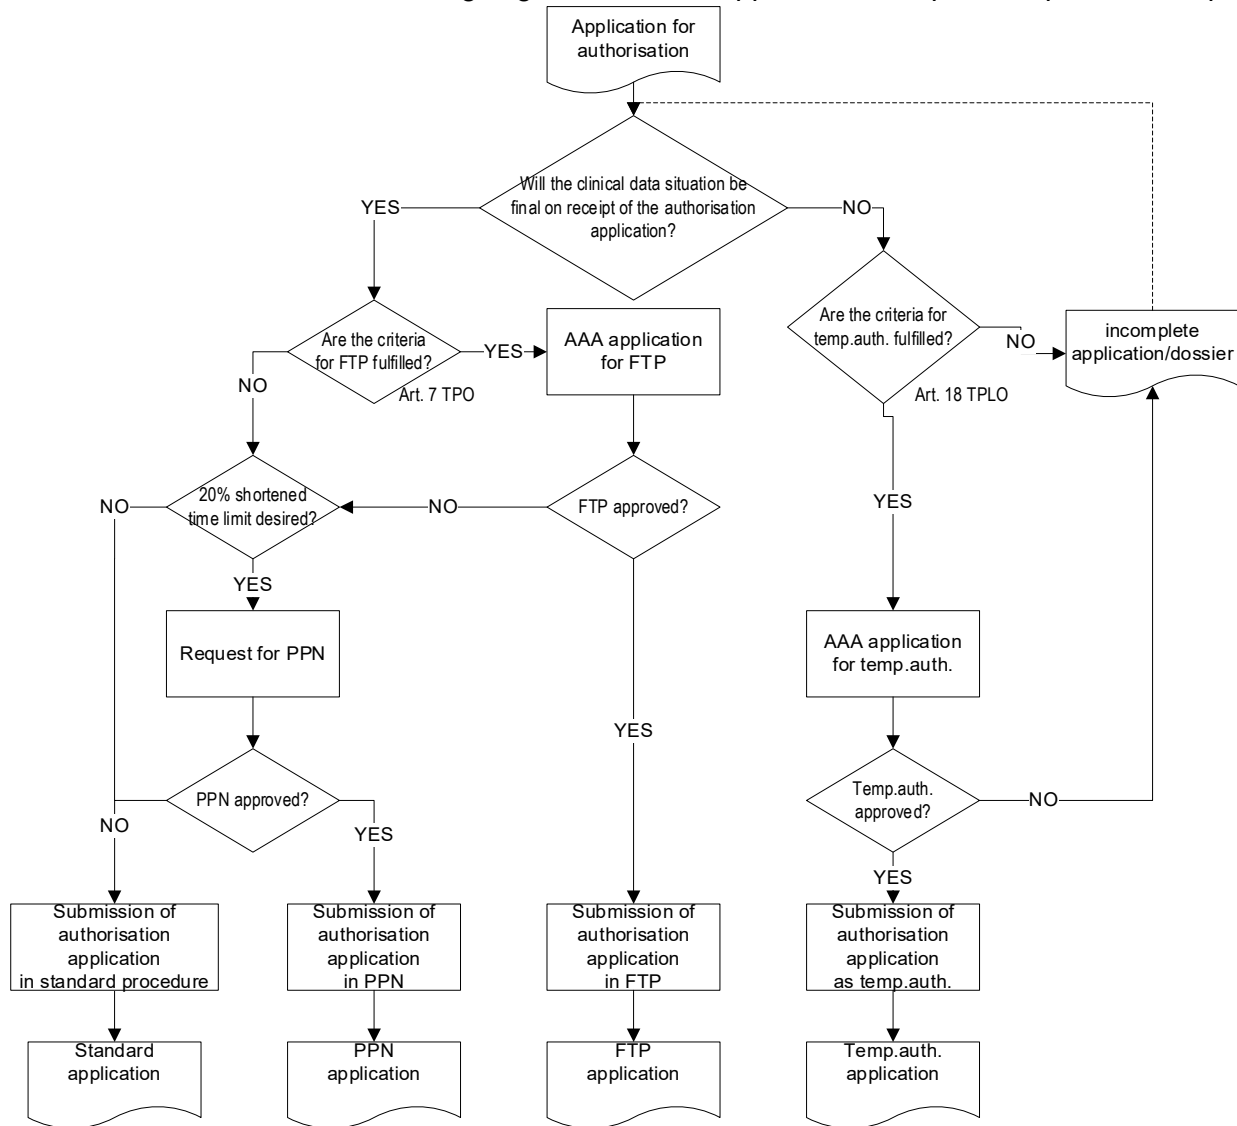 Application for
authorisation
Will the clinical data situation be
final on receipt of the authorisation
application?
YES
NO
Are the criteria
for FTP fulfilled?
Art. 7 TPO
YES
AAA application
for FTP
Are the criteria for
temp.auth. fulfilled?
Art. 18 TPLO
NO
incomplete
application/dossier
NO
20% shortened
time limit desired?
NO
NO
FTP approved?
YES
YES
Request for PPN
AAA application
for temp.auth.
YES
PPN approved?
NO
YES
Temp.auth.
approved?
NO
YES
Submission of
authorisation
application
in standard procedure
Submission of
authorisation
application
in PPN
Submission of
authorisation
application
in FTP
Submission of
authorisation
application
as temp.auth.
Standard
application
PPN
application
FTP
application
Temp.auth.
application